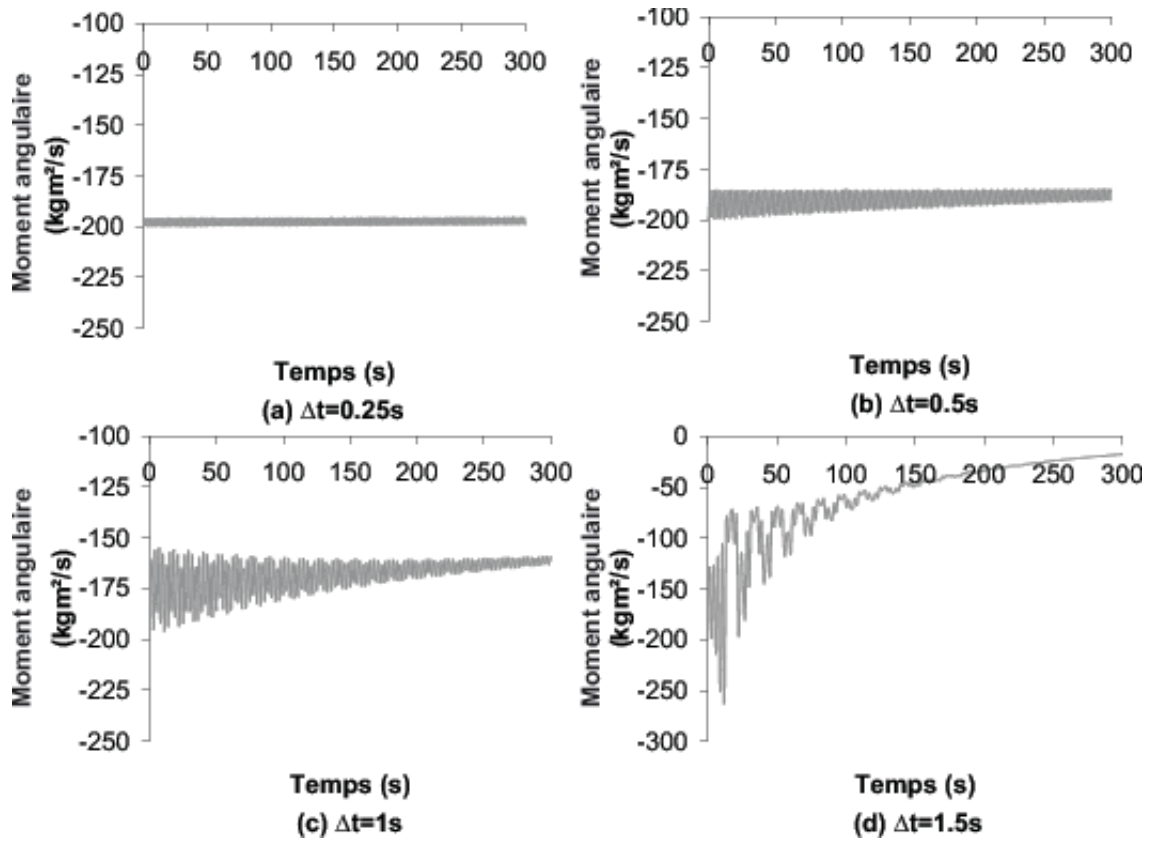 -100
0 50 100 150 200 250 300
-125
-150
-175
-200
-225
-250
Moment angulaire
(kgm²/s)
Temps (s)
(a) Δt=0.25s
-100
0 50 100 150 200 250 300
-125
-150
-175
-200
-225
-250
Moment angulaire
(kgm²/s)
Temps (s)
(b) Δt=0.5s
-100
0 50 100 150 200 250 300
-125
-150
-175
-200
-225
-250
Moment angulaire
(kgm²/s)
Temps (s)
(c) Δt=1s
0
0 50 100 150 200 250 300
-50
-100
-150
-200
-250
-300
Moment angulaire
(kgm²/s)
Temps (s)
(d) Δt=1.5s